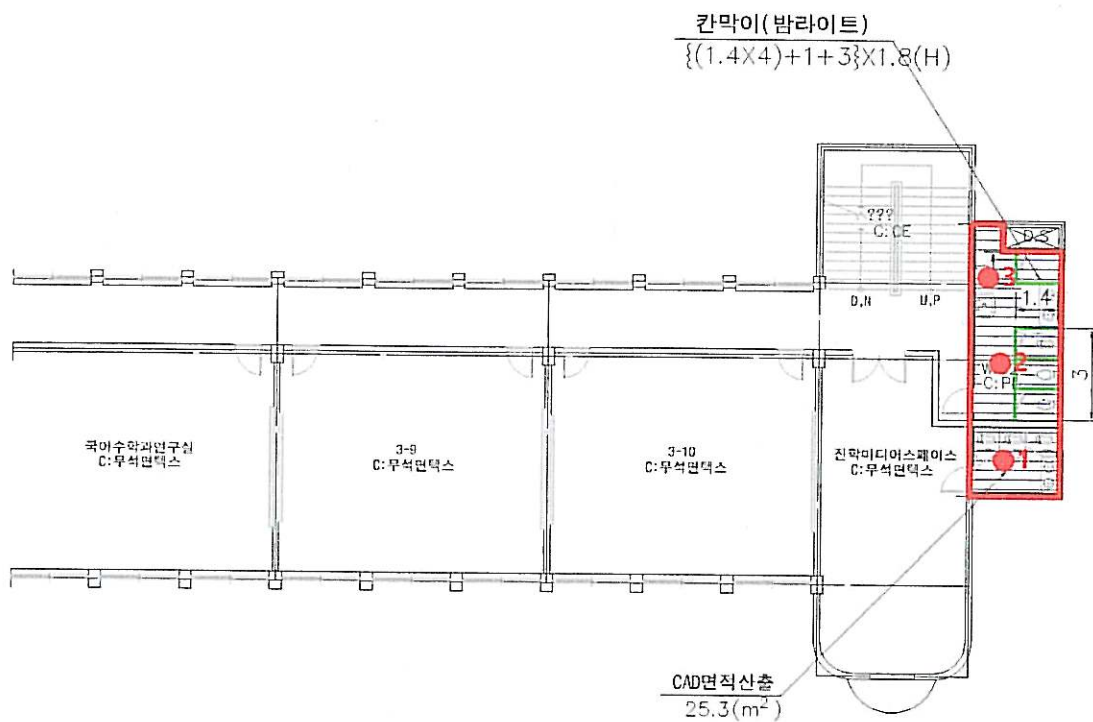 칸막이(밤라이트)
{(1.4X4)+1+3}X1.8(H)
???
C:CE
D.S
3
1.4
D,N
U,P
2
C:P
3
국어수학과연구실
C:무석면텍스
3-9
C:무석면텍스
3-10
C:무석면텍스
진학미디어스페이스
C:무석면텍스
1
CAD면적산출
25.3(m²)